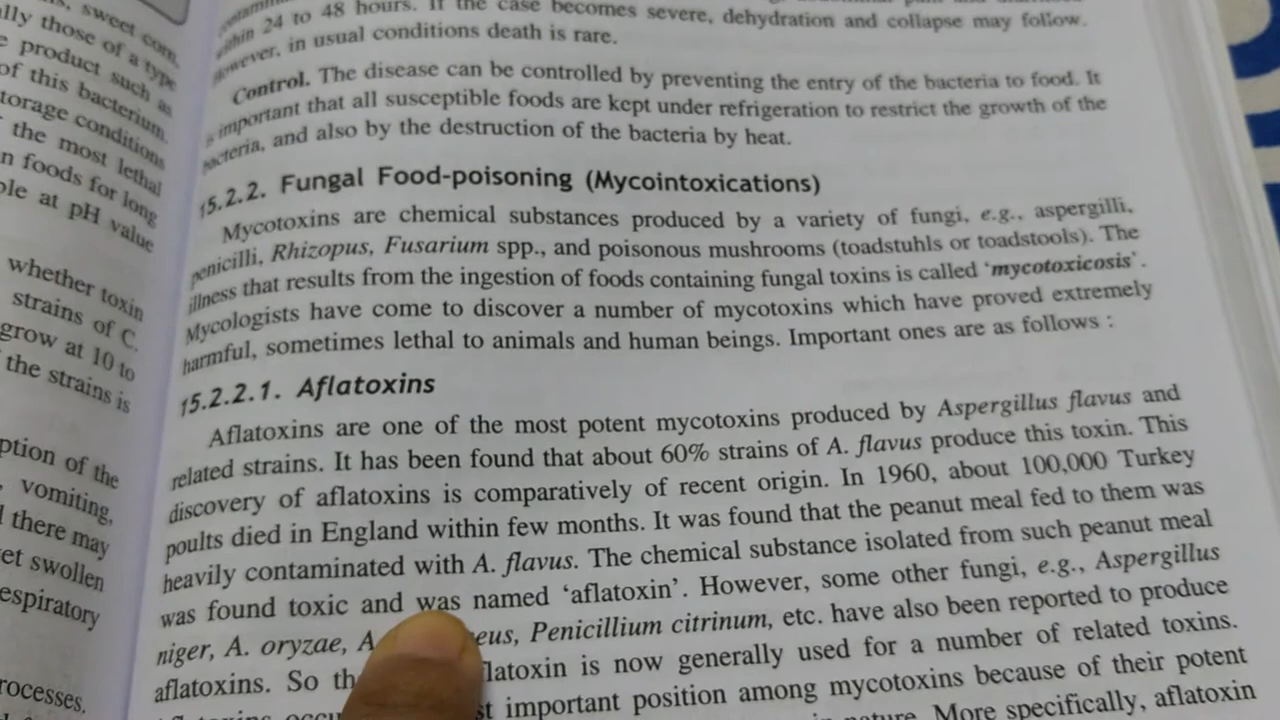 s, sweet corn,
ally those of a type
e product such as
of this bacterium.
torage conditions
the most lethal
n foods for long
ole at pH value
whether toxin
strains of C.
grow at 10 to
the strains is
ption of the
vomiting,
d there may
et swollen
espiratory
rocesses.
within 24 to 48 hours. If the case becomes severe, dehydration and collapse may follow.
However, in usual conditions death is rare.
Control. The disease can be controlled by preventing the entry of the bacteria to food. It
is important that all susceptible foods are kept under refrigeration to restrict the growth of the
bacteria, and also by the destruction of the bacteria by heat.
15.2.2. Fungal Food-poisoning (Mycointoxications)
Mycotoxins are chemical substances produced by a variety of fungi, e.g., aspergilli,
penicilli, Rhizopus, Fusarium spp., and poisonous mushrooms (toadstuhls or toadstools). The
illness that results from the ingestion of foods containing fungal toxins is called 'mycotoxicosis'.
Mycologists have come to discover a number of mycotoxins which have proved extremely
harmful, sometimes lethal to animals and human beings. Important ones are as follows :
15.2.2.1. Aflatoxins
Aflatoxins are one of the most potent mycotoxins produced by Aspergillus flavus and
related strains. It has been found that about 60% strains of A. flavus produce this toxin. This
discovery of aflatoxins is comparatively of recent origin. In 1960, about 100,000 Turkey
poults died in England within few months. It was found that the peanut meal fed to them was
heavily contaminated with A. flavus. The chemical substance isolated from such peanut meal
was found toxic and was named 'aflatoxin'. However, some other fungi, e.g., Aspergillus
niger, A. oryzae, A. eus, Penicillium citrinum, etc. have also been reported to produce
aflatoxins. So th latoxin is now generally used for a number of related toxins.
st important position among mycotoxins because of their potent
in nature. More specifically, aflatoxin